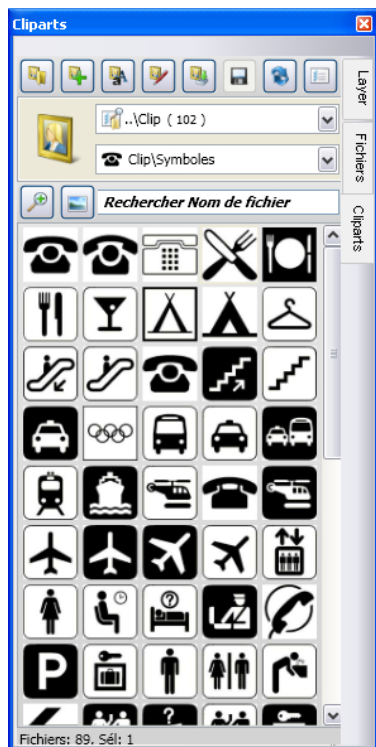 Cliparts
Layer
Fichiers
Cliparts
..\Clip ( 102 )
Clip\Symboles
Rechercher Nom de fichier
?
P
?
Fichiers: 89, Sél: 1